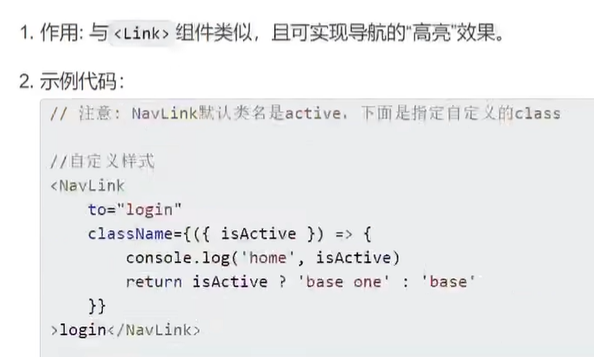 1. 作用: 与 <Link> 组件类似，且可实现导航的“高亮”效果。
2. 示例代码：
// 注意: NavLink默认类名是active，下面是指定自定义的class
//自定义样式
<NavLink
    to="login"
    className={({ isActive }) => {
        console.log('home', isActive)
        return isActive ? 'base one' : 'base'
    }}
>login</NavLink>